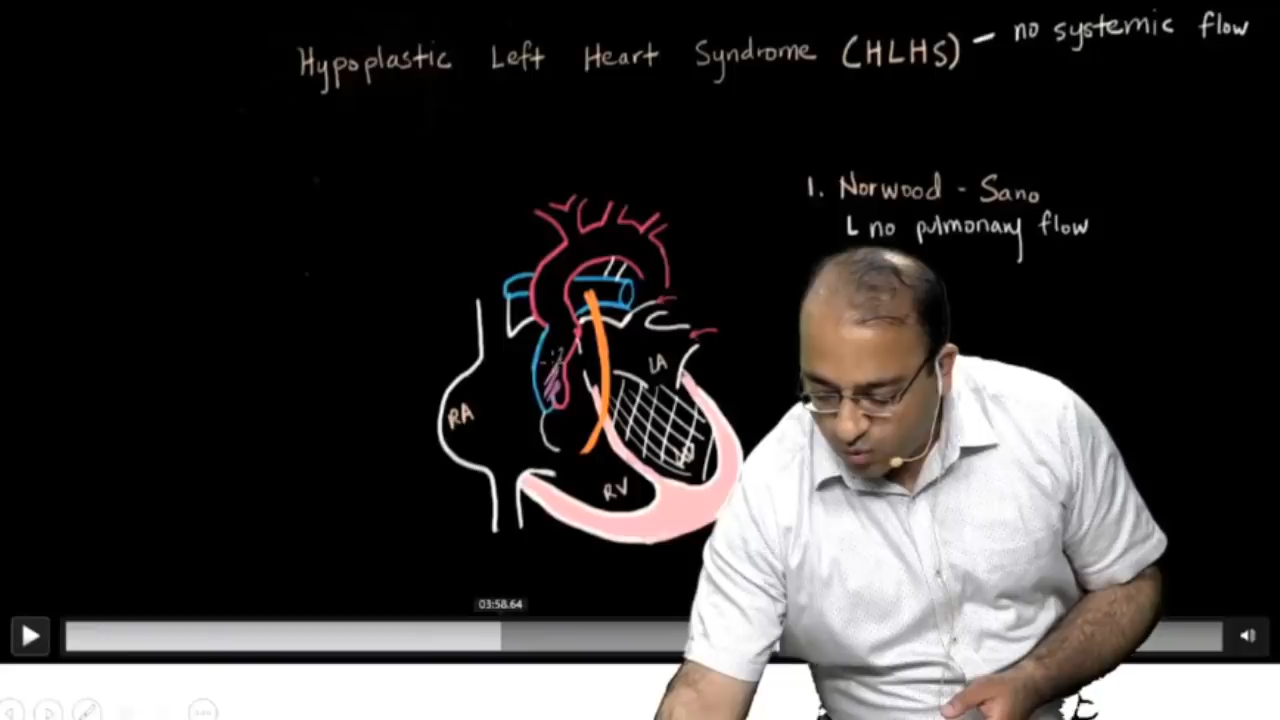 Hypoplastic Left Heart Syndrome (HLHS) – no systemic flow
1. Norwood - Sano
L no pulmonary flow
LA
RA
RV
03:58.64